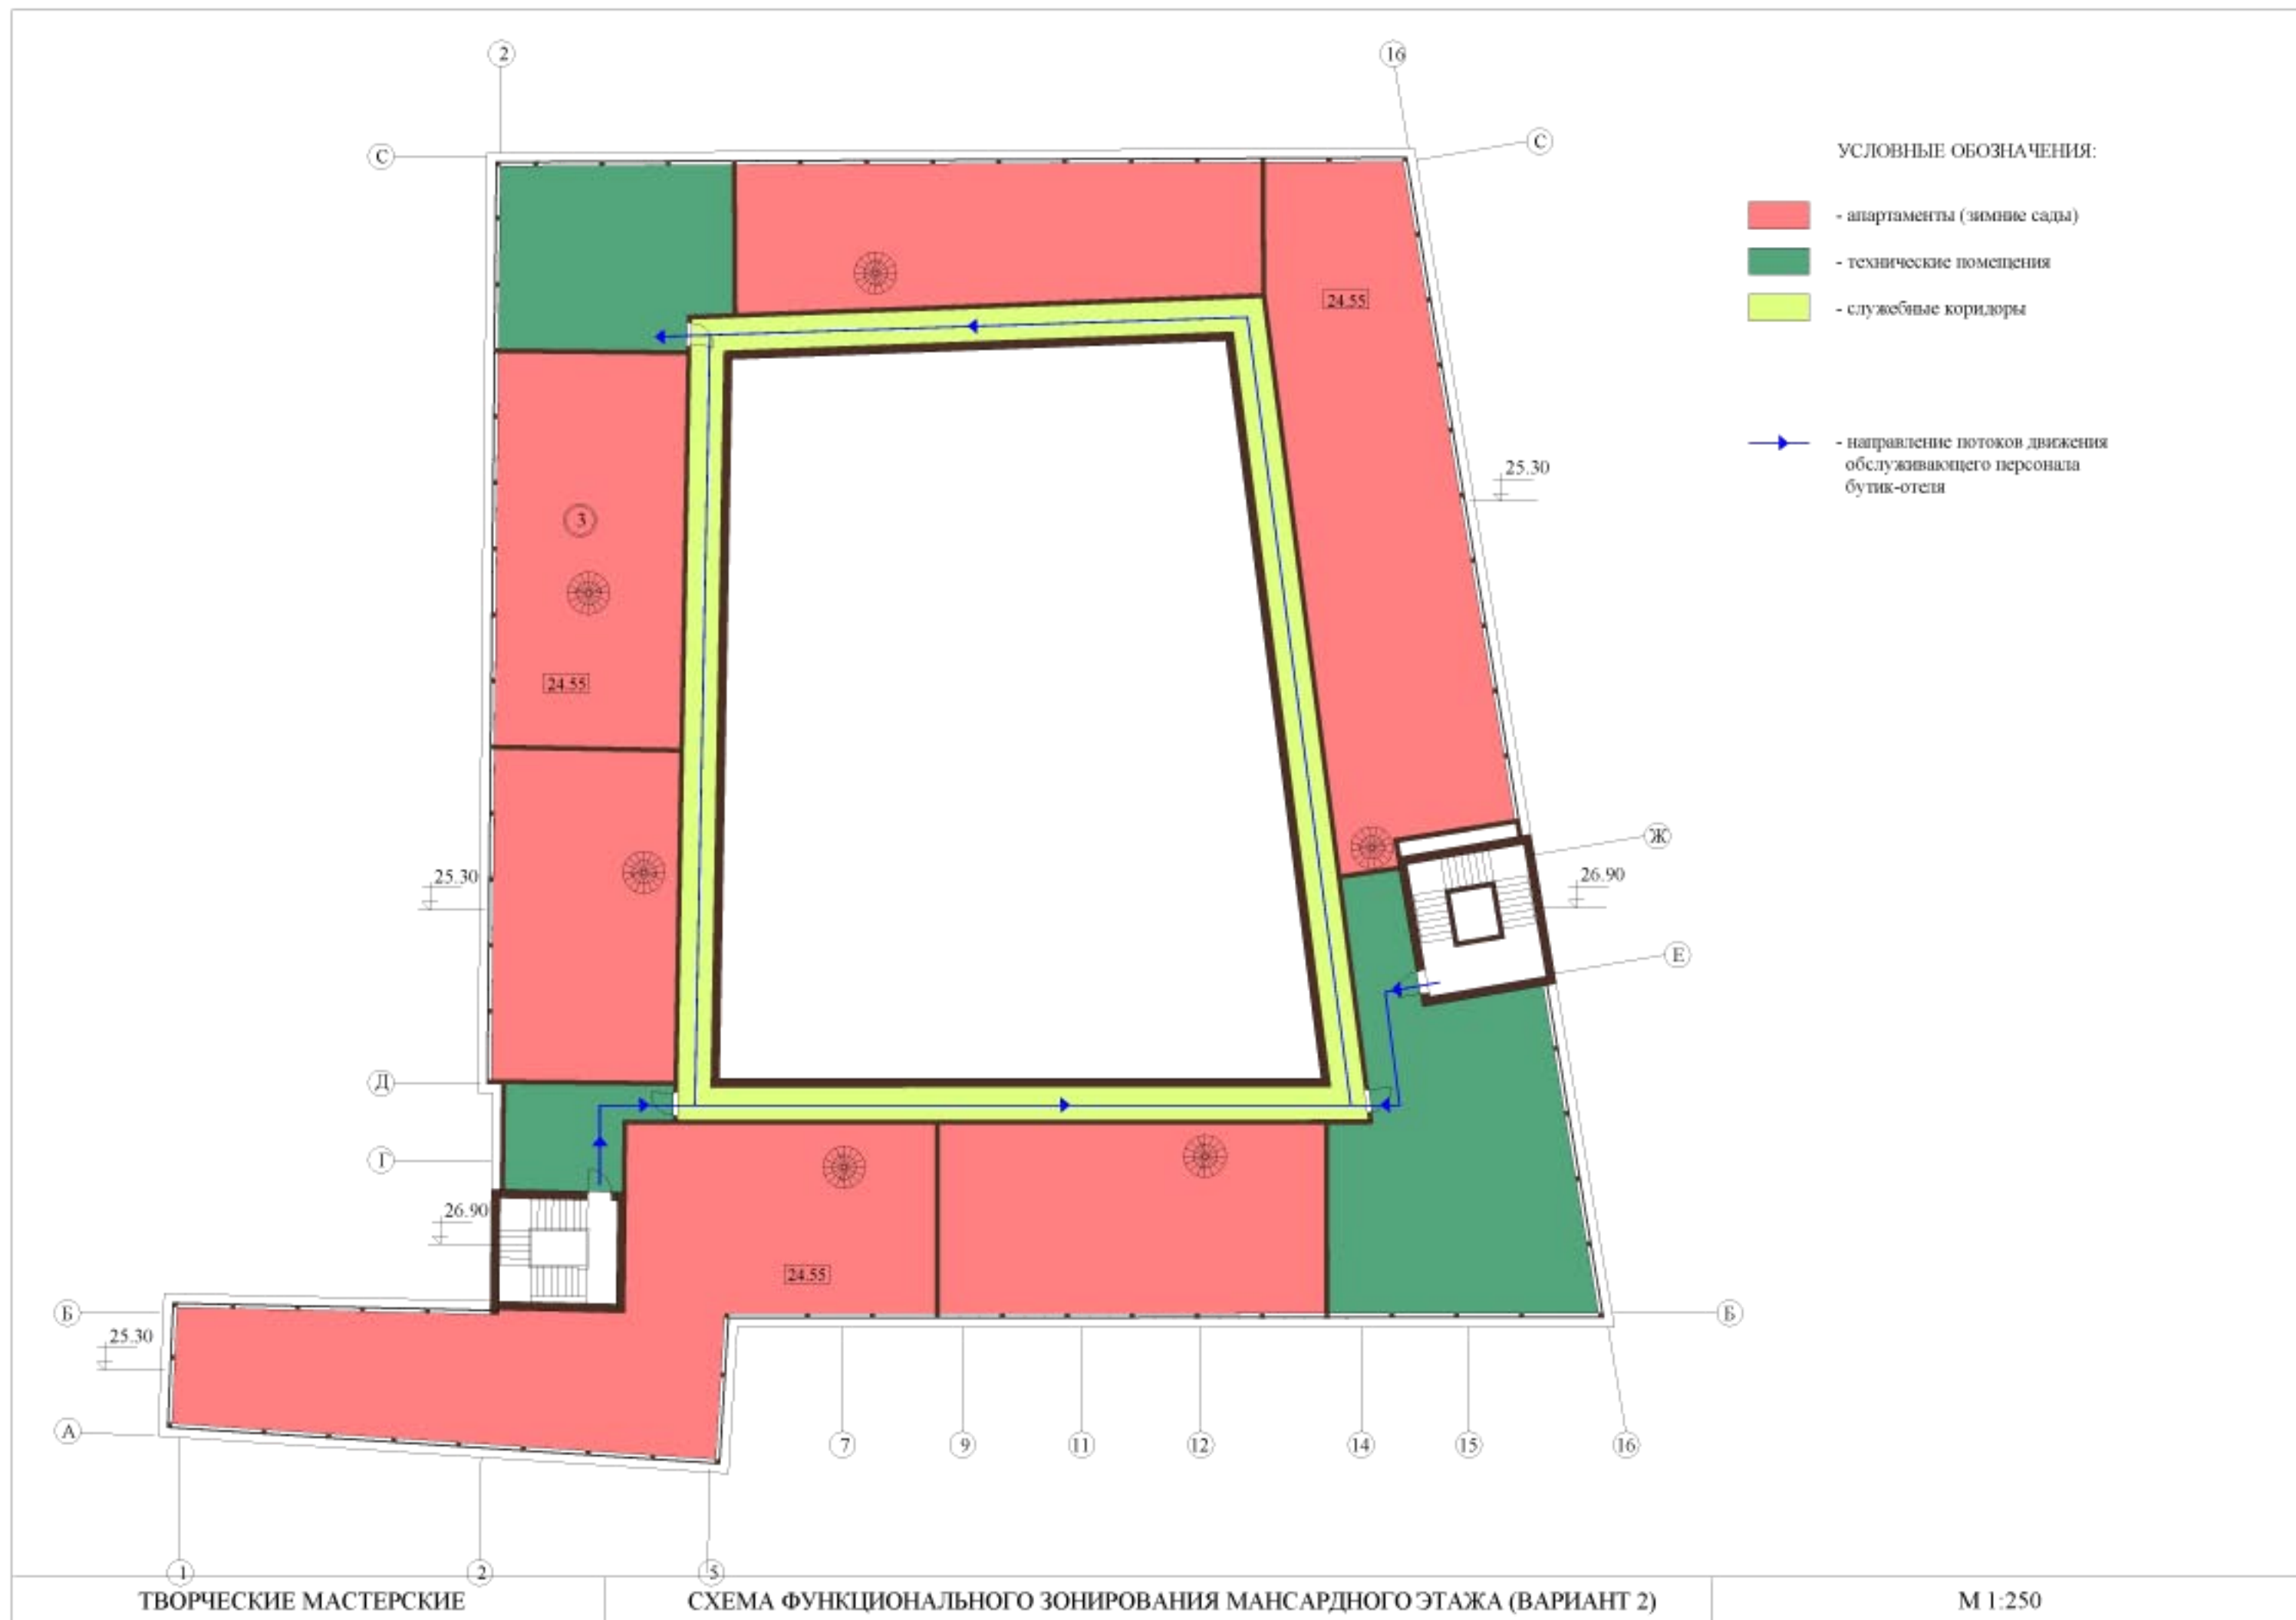 2
16
С
С
УСЛОВНЫЕ ОБОЗНАЧЕНИЯ:
- апартаменты (зимние сады)
- технические помещения
- служебные коридоры
- направление потоков движения
обслуживающего персонала
бутик-отеля
24.55
25.30
3
24.55
Ж
25.30
26.90
Е
Д
Г
26.90
24.55
Б
Б
25.30
А
7
9
11
12
14
15
16
1
2
5
ТВОРЧЕСКИЕ МАСТЕРСКИЕ
СХЕМА ФУНКЦИОНАЛЬНОГО ЗОНИРОВАНИЯ МАНСАРДНОГО ЭТАЖА (ВАРИАНТ 2)
М 1:250